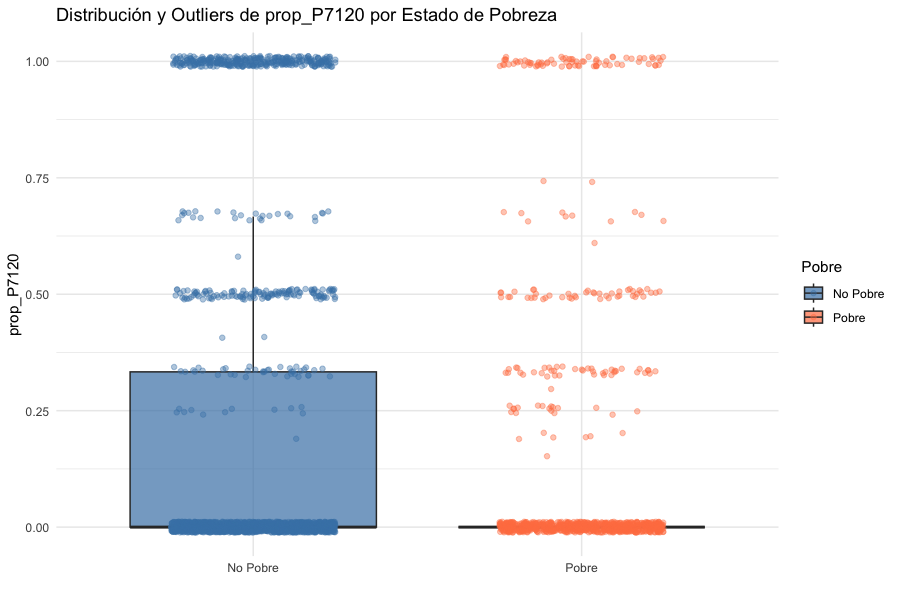 Distribución y Outliers de prop_P7120 por Estado de Pobreza
prop_P7120
1.00
0.75
0.50
0.25
0.00
No Pobre
Pobre
Pobre
No Pobre
Pobre